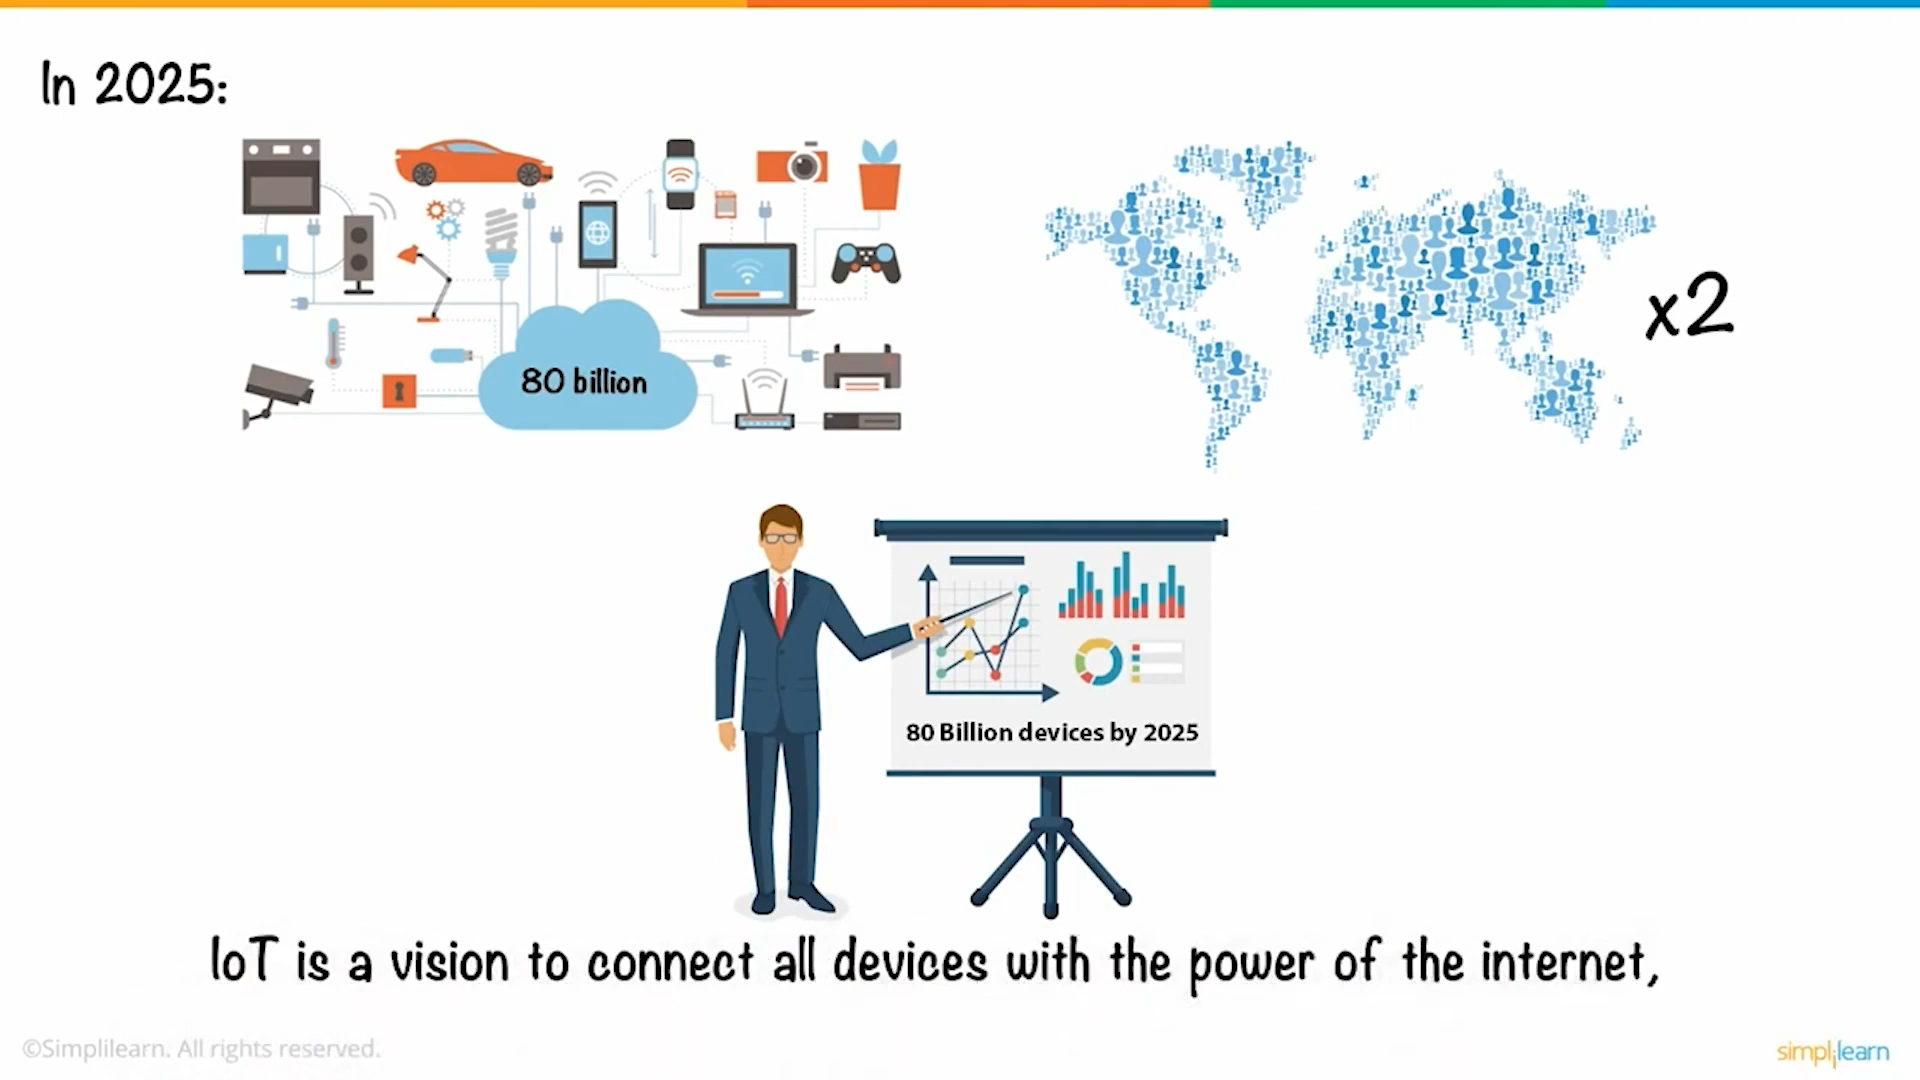 In 2025:
80 billion
x2
80 Billion devices by 2025
IoT is a vision to connect all devices with the power of the internet,
©Simplilearn. All rights reserved.
simplilearn